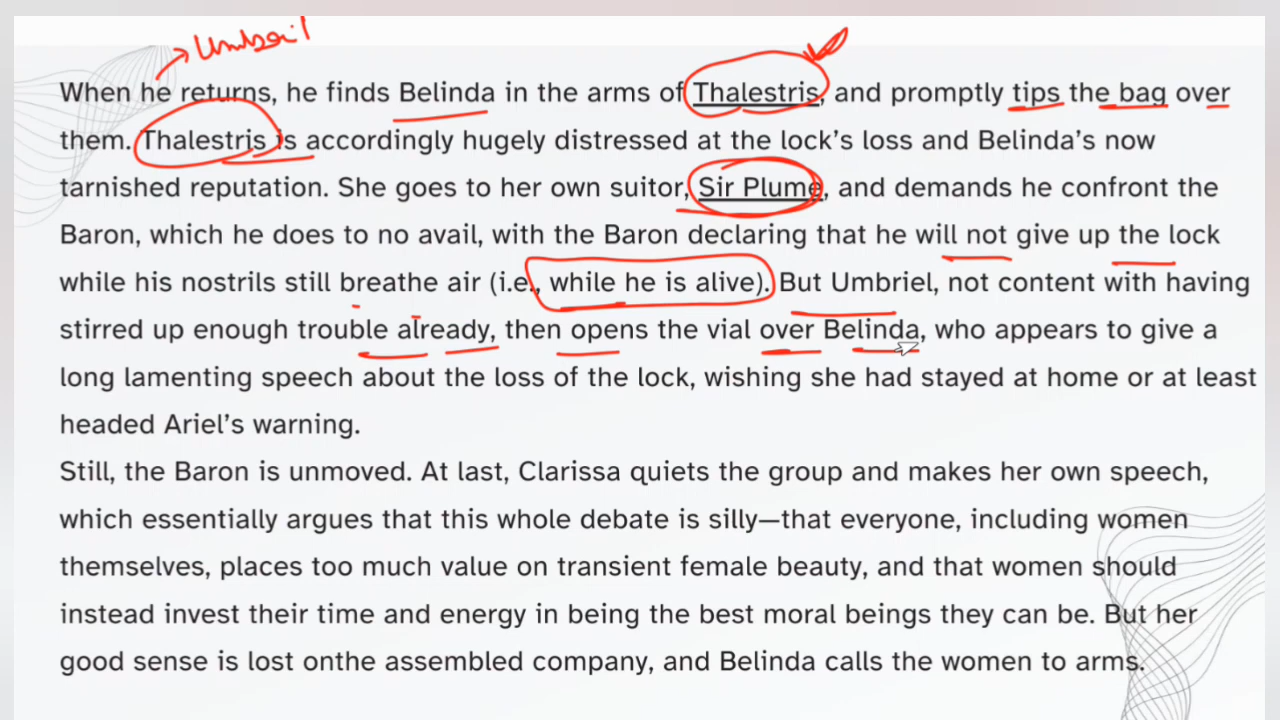 Umbril
When he returns, he finds Belinda in the arms of Thalestris, and promptly tips the bag over
them. Thalestris is accordingly hugely distressed at the lock’s loss and Belinda’s now
tarnished reputation. She goes to her own suitor, Sir Plume, and demands he confront the
Baron, which he does to no avail, with the Baron declaring that he will not give up the lock
while his nostrils still breathe air (i.e., while he is alive). But Umbriel, not content with having
stirred up enough trouble already, then opens the vial over Belinda, who appears to give a
long lamenting speech about the loss of the lock, wishing she had stayed at home or at least
headed Ariel’s warning.
Still, the Baron is unmoved. At last, Clarissa quiets the group and makes her own speech,
which essentially argues that this whole debate is silly—that everyone, including women
themselves, places too much value on transient female beauty, and that women should
instead invest their time and energy in being the best moral beings they can be. But her
good sense is lost onthe assembled company, and Belinda calls the women to arms.